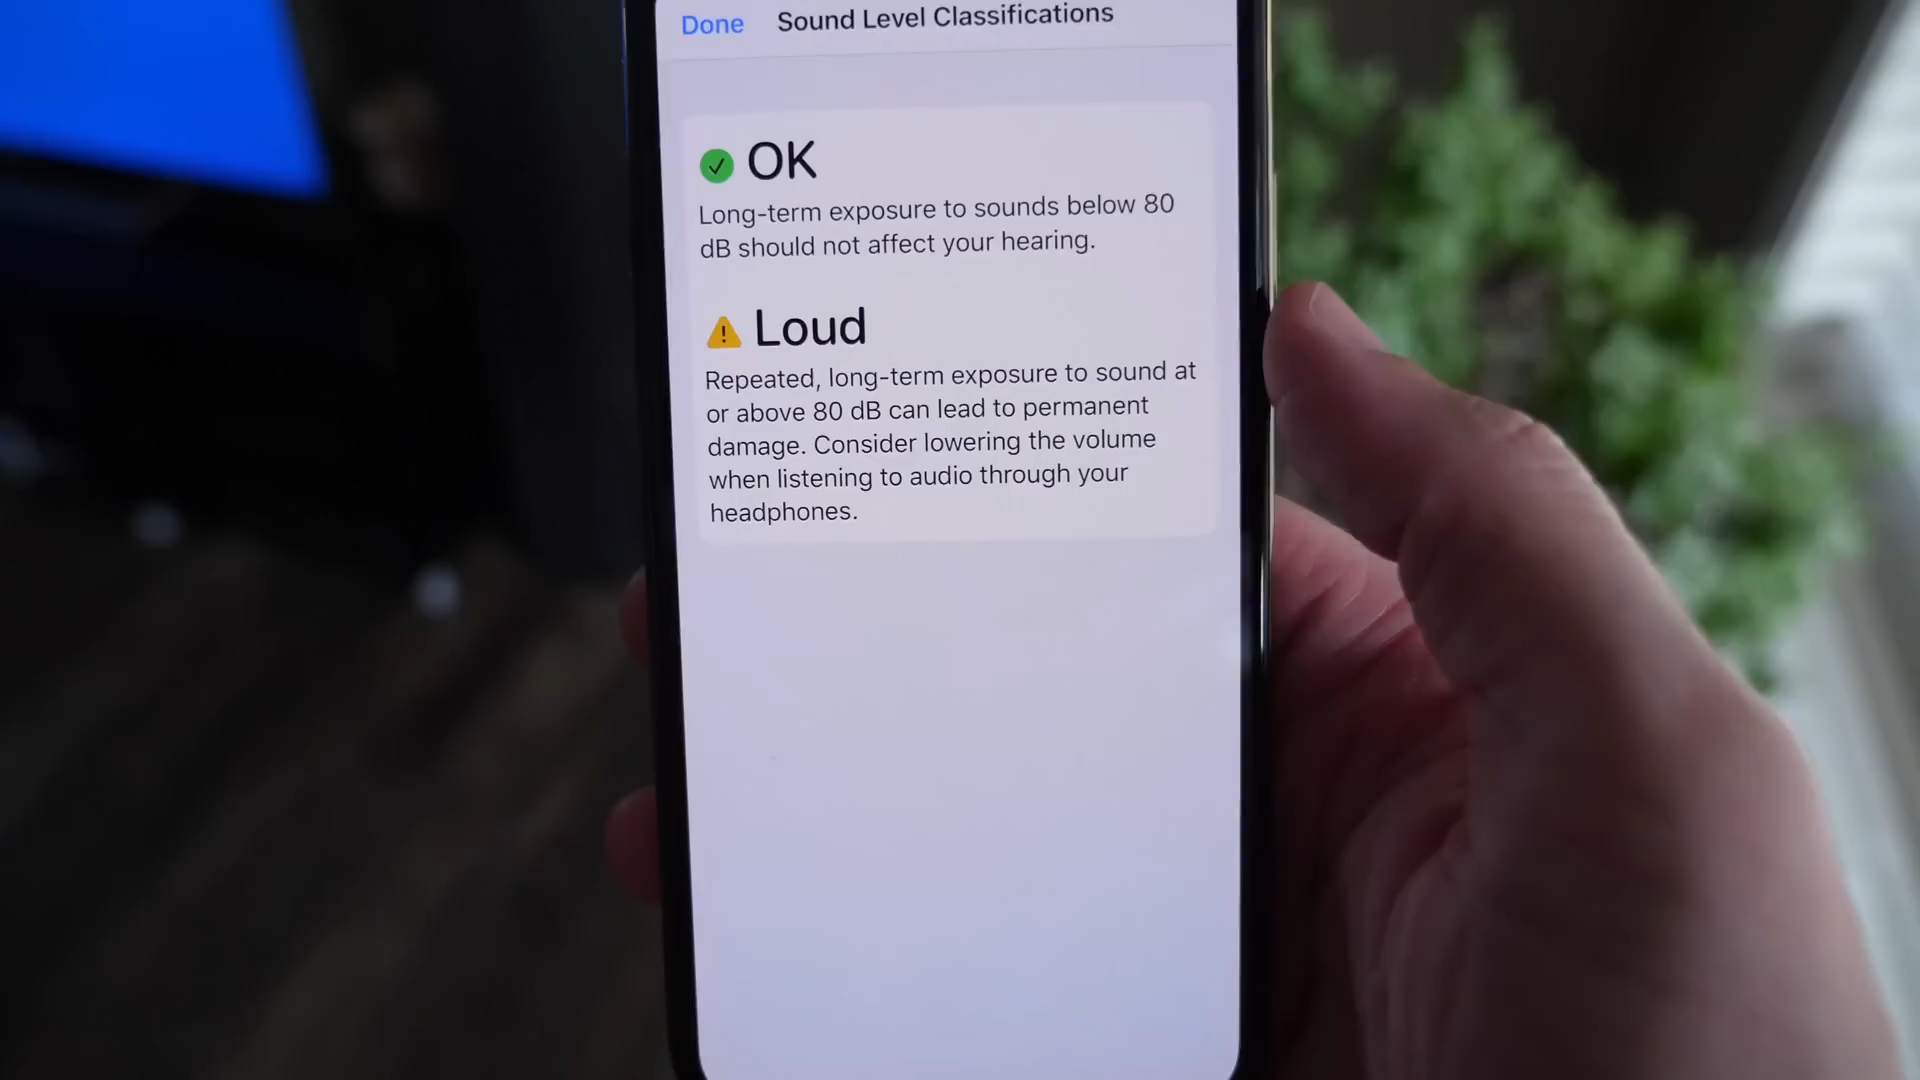 Done Sound Level Classifications
OK
Long-term exposure to sounds below 80
dB should not affect your hearing.
Loud
Repeated, long-term exposure to sound at
or above 80 dB can lead to permanent
damage. Consider lowering the volume
when listening to audio through your
headphones.